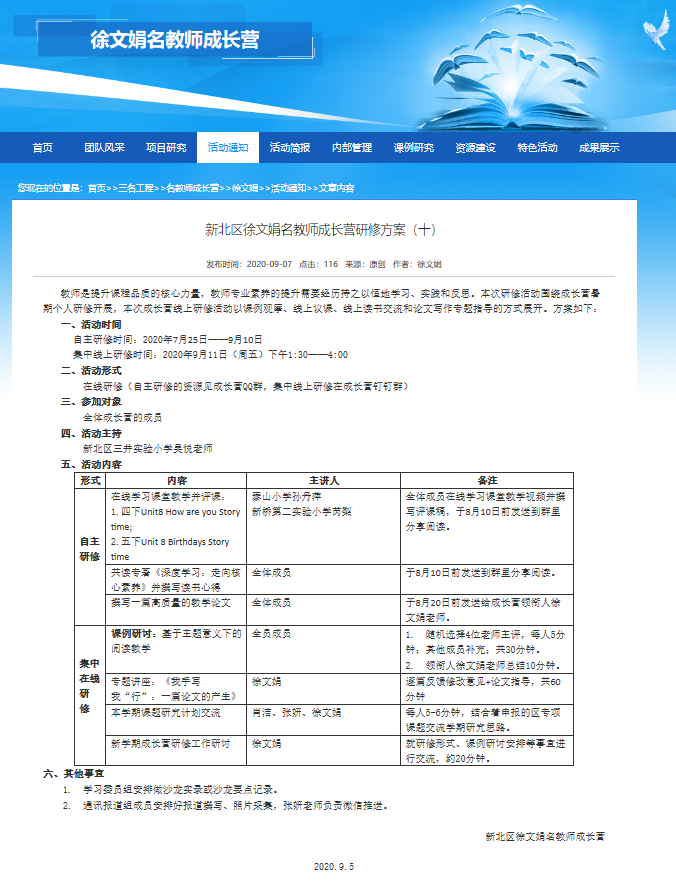 徐文娟名教师成长营
首页 团队风采 项目研究 活动通知 活动简报 内部管理 课例研究 资源建设 特色活动 成果展示
您现在的位置是：首页>>三名工程>>名教师成长营>>徐文娟>>活动通知>>文章内容
新北区徐文娟名教师成长营研修方案（十）
发布时间：2020-09-07 点击：116 来源：原创 作者：徐文娟
教师是提升课程品质的核心力量，教师专业素养的提升需要经历持之以恒地学习、实践和反思。本次研修活动围绕成长营暑
期个人研修开展，本次成长营线上研修活动以课例观摩、线上议课、线上读书交流和论文写作专题指导的方式展开。方案如下：
一、活动时间
自主研修时间：2020年7月25日——9月10日
集中线上研修时间：2020年9月11日（周五）下午1:30——4:00
二、活动形式
在线研修（自主研修的资源见成长营QQ群，集中线上研修在成长营钉钉群）
三、参加对象
全体成长营的成员
四、活动主持
新北区三井实验小学吴悦老师
五、活动内容
形式 内容 主讲人 备注
自主
研修
在线学习课堂教学并评课：
1. 四下Unit8 How are you Story
time;
2. 五下Unit 8 Birthdays Story
time
泰山小学孙丹萍
新桥第二实验小学芮梨
全体成员在线学习课堂教学视频并撰
写评课稿，于8月10日前发送到群里
分享阅读。
共读专著《深度学习：走向核
心素养》并撰写读书心得
全体成员
于8月10日前发送到群里分享阅读。
撰写一篇高质量的教学论文
全体成员
于8月20日前发送给成长营领衔人徐
文娟老师。
集中
在线
研
修
课例研讨：基于主题意义下的
阅读教学
全员成员
1. 随机选择4位老师主评，每人5分
钟；其他成员补充；共30分钟。
2. 领衔人徐文娟老师总结10分钟。
专题讲座：《我手写
我“行”：一篇论文的产生》
徐文娟
逐篇反馈修改意见+论文指导，共60
分钟
本学期课题研究计划交流
肖洁、张妍、徐文娟
每人5-6分钟，结合着申报的区专项
课题交流学期研究思路。
新学期成长营研修工作研讨
徐文娟
就研修形式、课例研讨安排等事宜进
行交流，约20分钟。
六、其他事宜
1. 学习委员组安排做沙龙实录或沙龙要点记录。
2. 通讯报道组成员安排好报道撰写、照片采集，张妍老师负责微信推送。
新北区徐文娟名教师成长营
2020.9.5